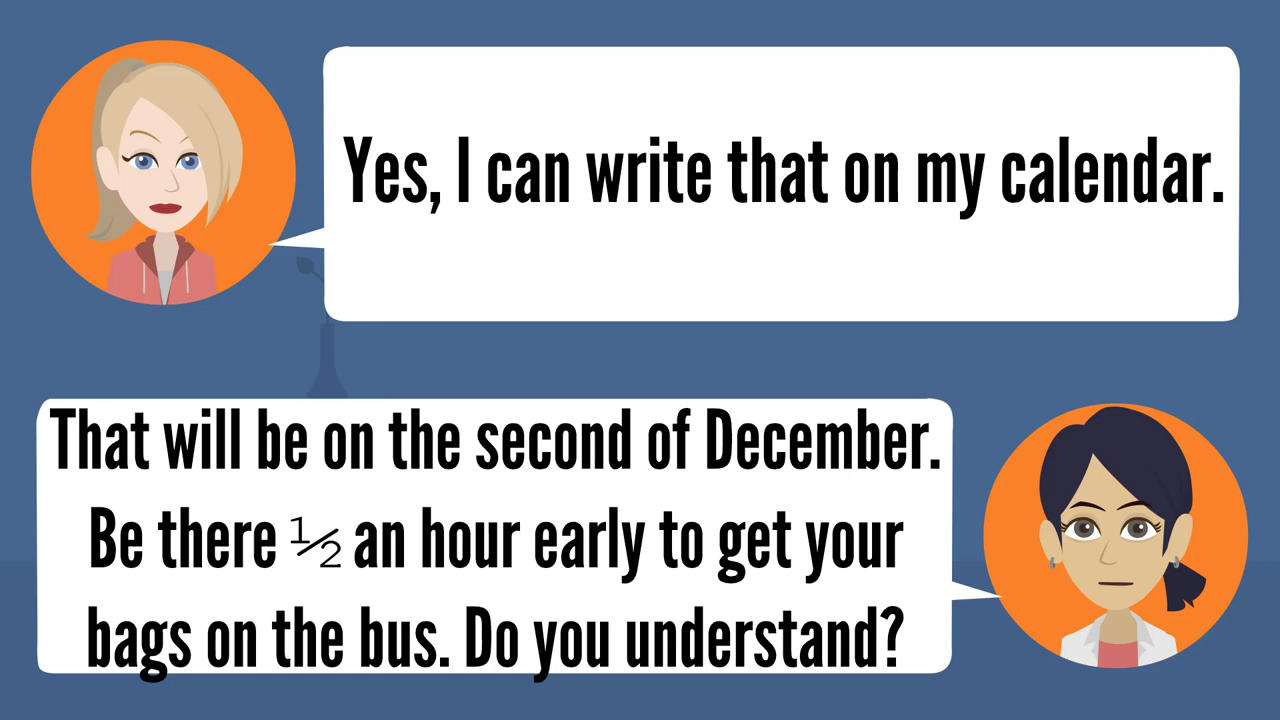 Yes, I can write that on my calendar.
That will be on the second of December.
Be there ½ an hour early to get your
bags on the bus. Do you understand?